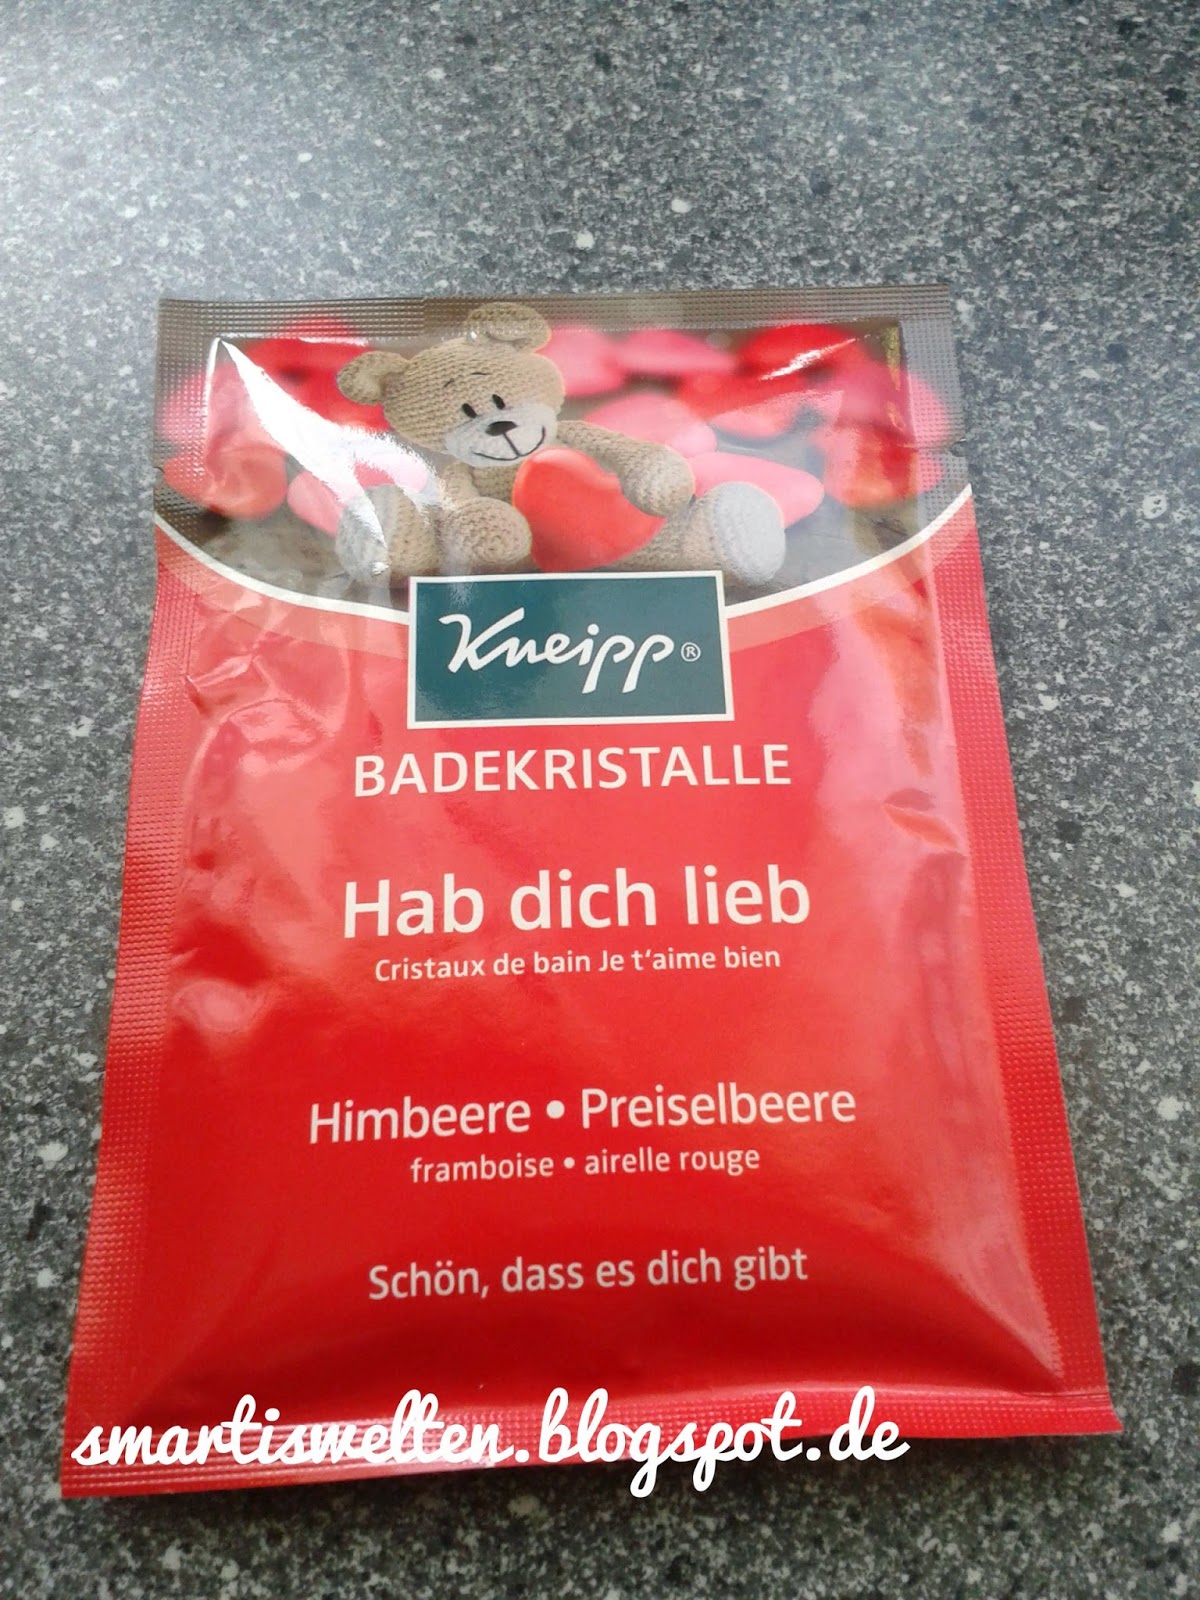 Kneipp®
BADEKRISTALLE
Hab dich lieb
Cristaux de bain Je t'aime bien
Himbeere • Preiselbeere
framboise • airelle rouge
Schön, dass es dich gibt
smartiswelten.blogspot.de